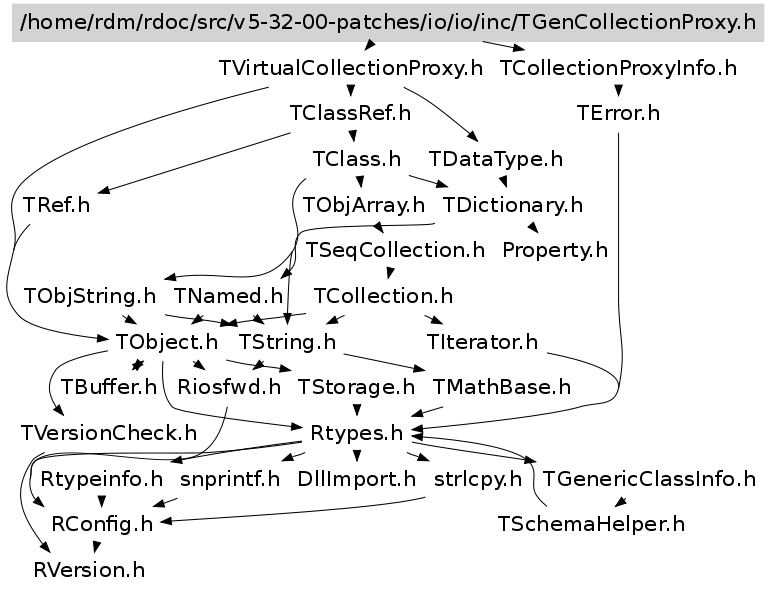 /home/rdm/rdoc/src/v5-32-00-patches/io/io/inc/TGenCollectionProxy.h
TVirtualCollectionProxy.h TCollectionProxyInfo.h
TClassRef.h TError.h
TClass.h TDataType.h
TRef.h TObjArray.h TDictionary.h
TSeqCollection.h Property.h
TObjString.h TNamed.h TCollection.h
TObject.h TString.h TIterator.h
TBuffer.h Riosfwd.h TStorage.h TMathBase.h
TVersionCheck.h Rtypes.h
Rtypeinfo.h snprintf.h DllImport.h strlcpy.h TGenericClassInfo.h
RConfig.h TSchemaHelper.h
RVersion.h